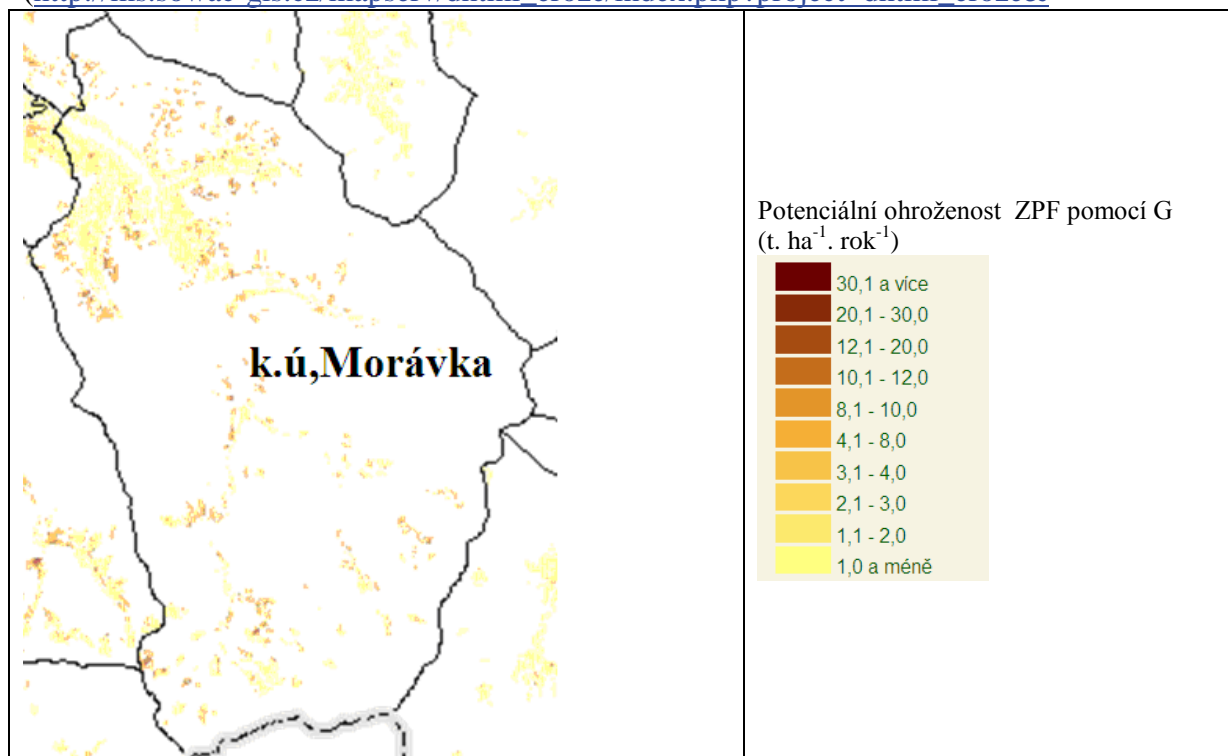 k.ú,Morávka
Potenciální ohroženost ZPF pomocí G
(t. ha⁻¹. rok⁻¹)
30,1 a více
20,1 - 30,0
12,1 - 20,0
10,1 - 12,0
8,1 - 10,0
4,1 - 8,0
3,1 - 4,0
2,1 - 3,0
1,1 - 2,0
1,0 a méně